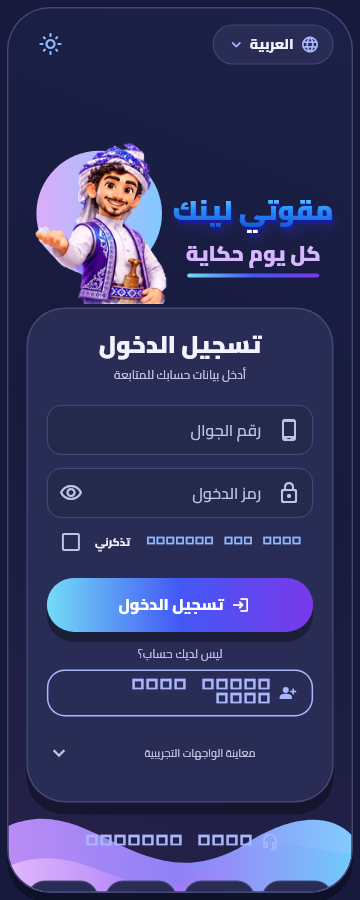 العربية
مقوتي لينك
كل يوم حكاية
تسجيل الدخول
أدخل بيانات حسابك للمتابعة
رقم الجوال
رمز الدخول
تذكرني
تسجيل الدخول
ليس لديك حساب؟
معاينة الواجهات التجريبية